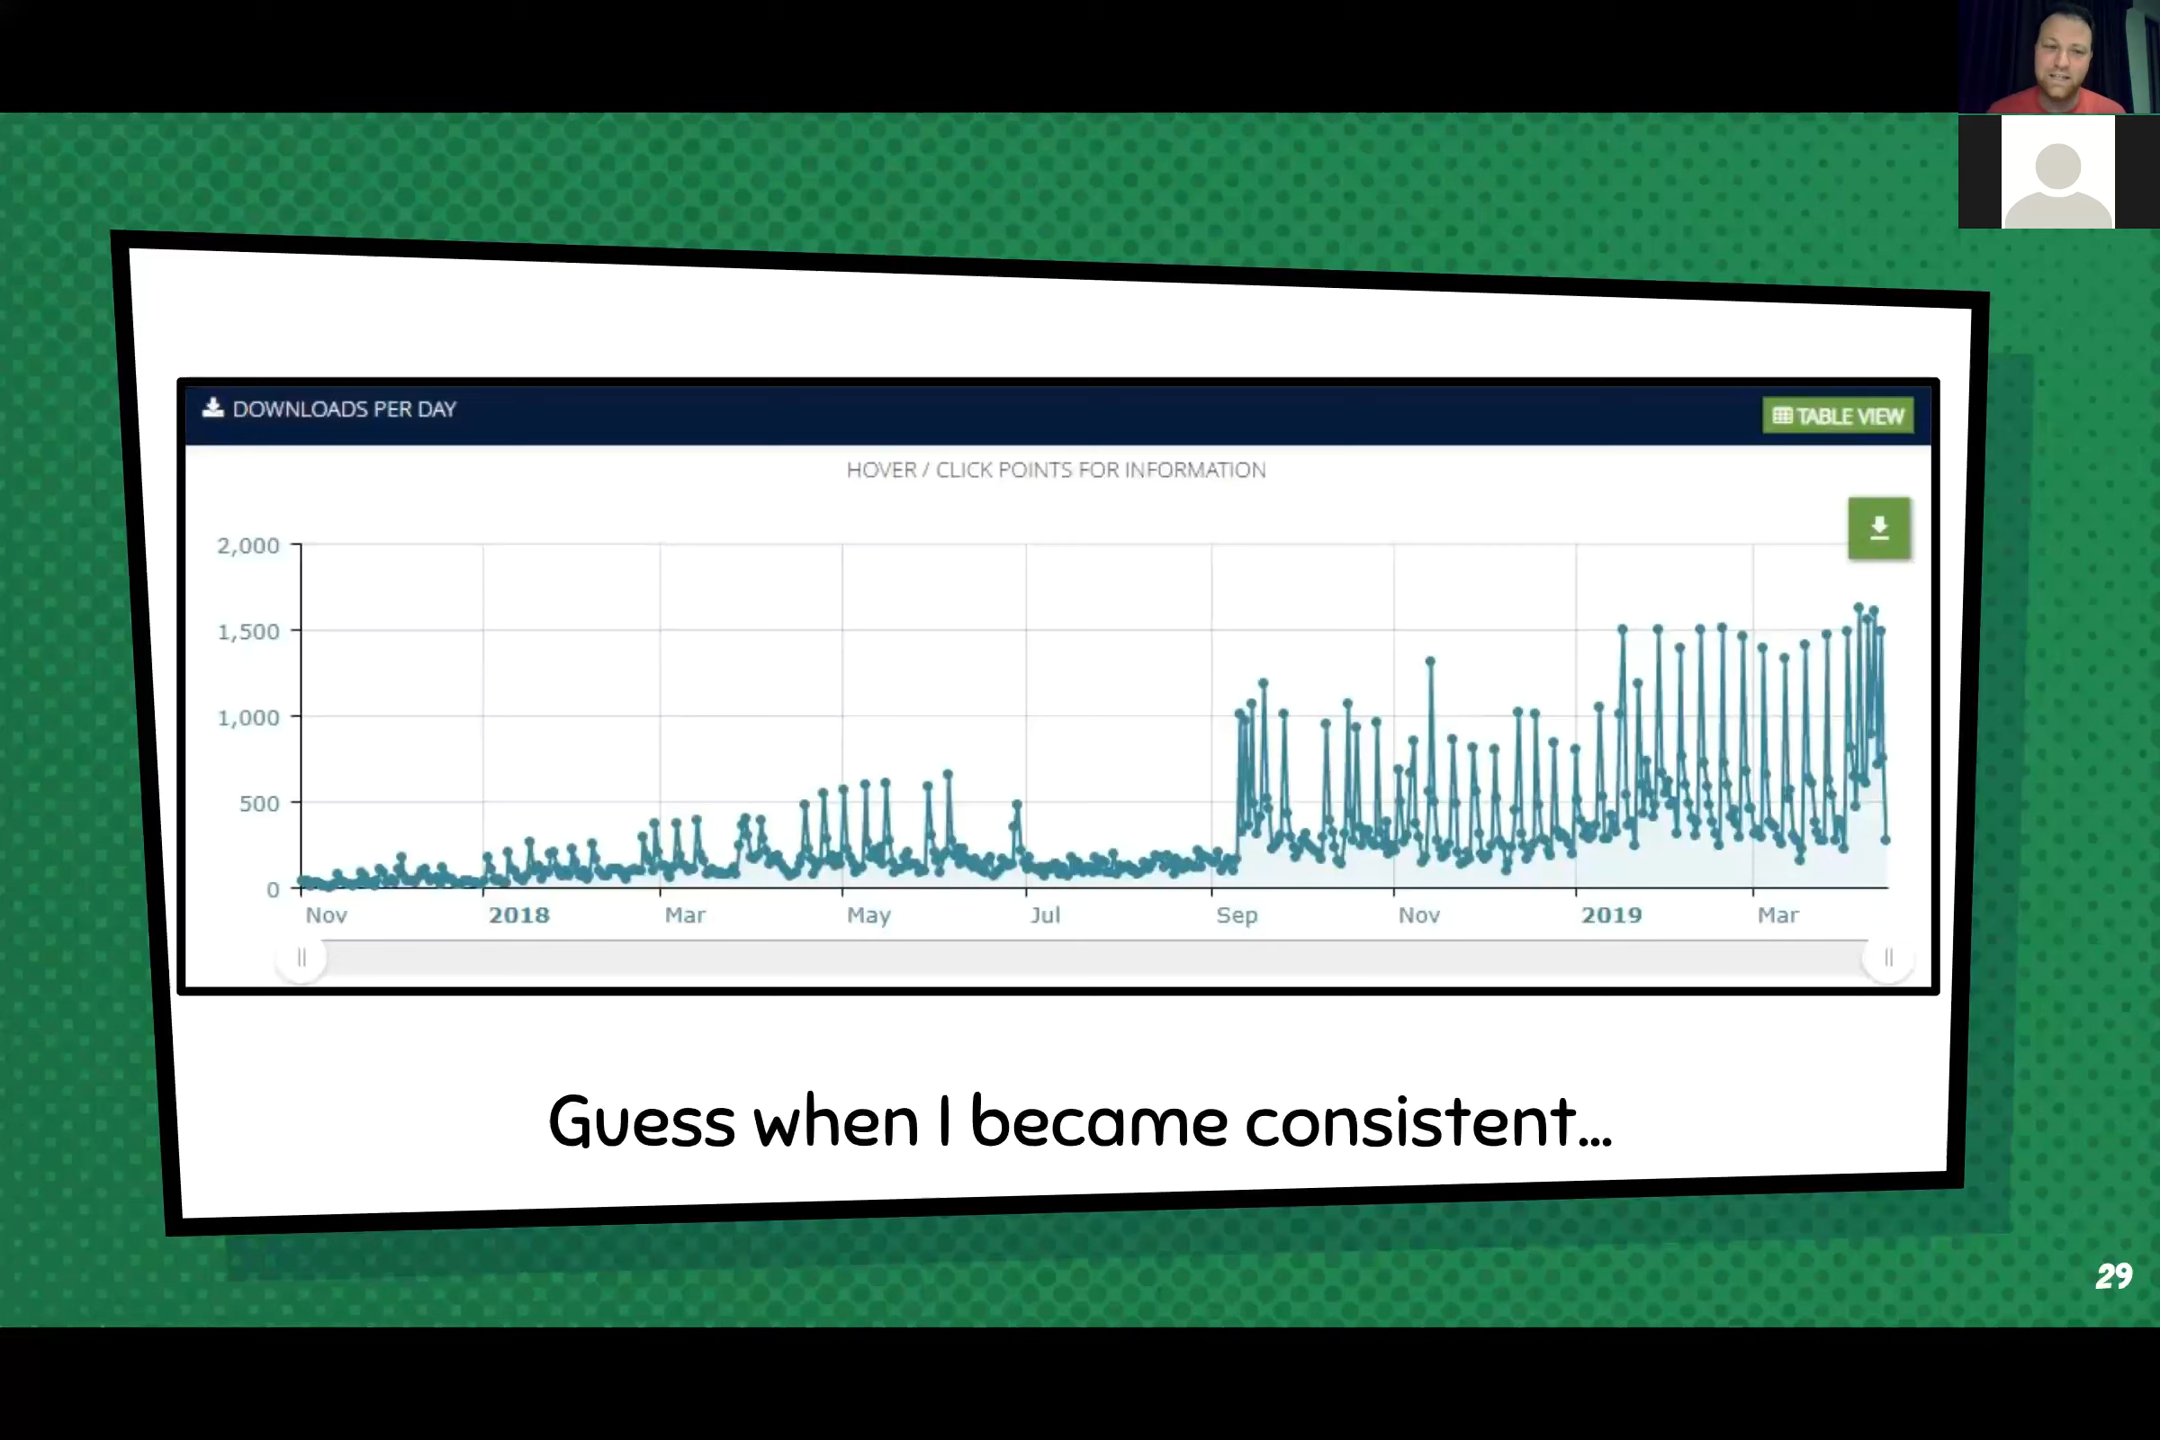 DOWNLOADS PER DAY
TABLE VIEW
HOVER / CLICK POINTS FOR INFORMATION
2,000
1,500
1,000
500
0
Nov 2018 Mar May Jul Sep Nov 2019 Mar
Guess when I became consistent...
29